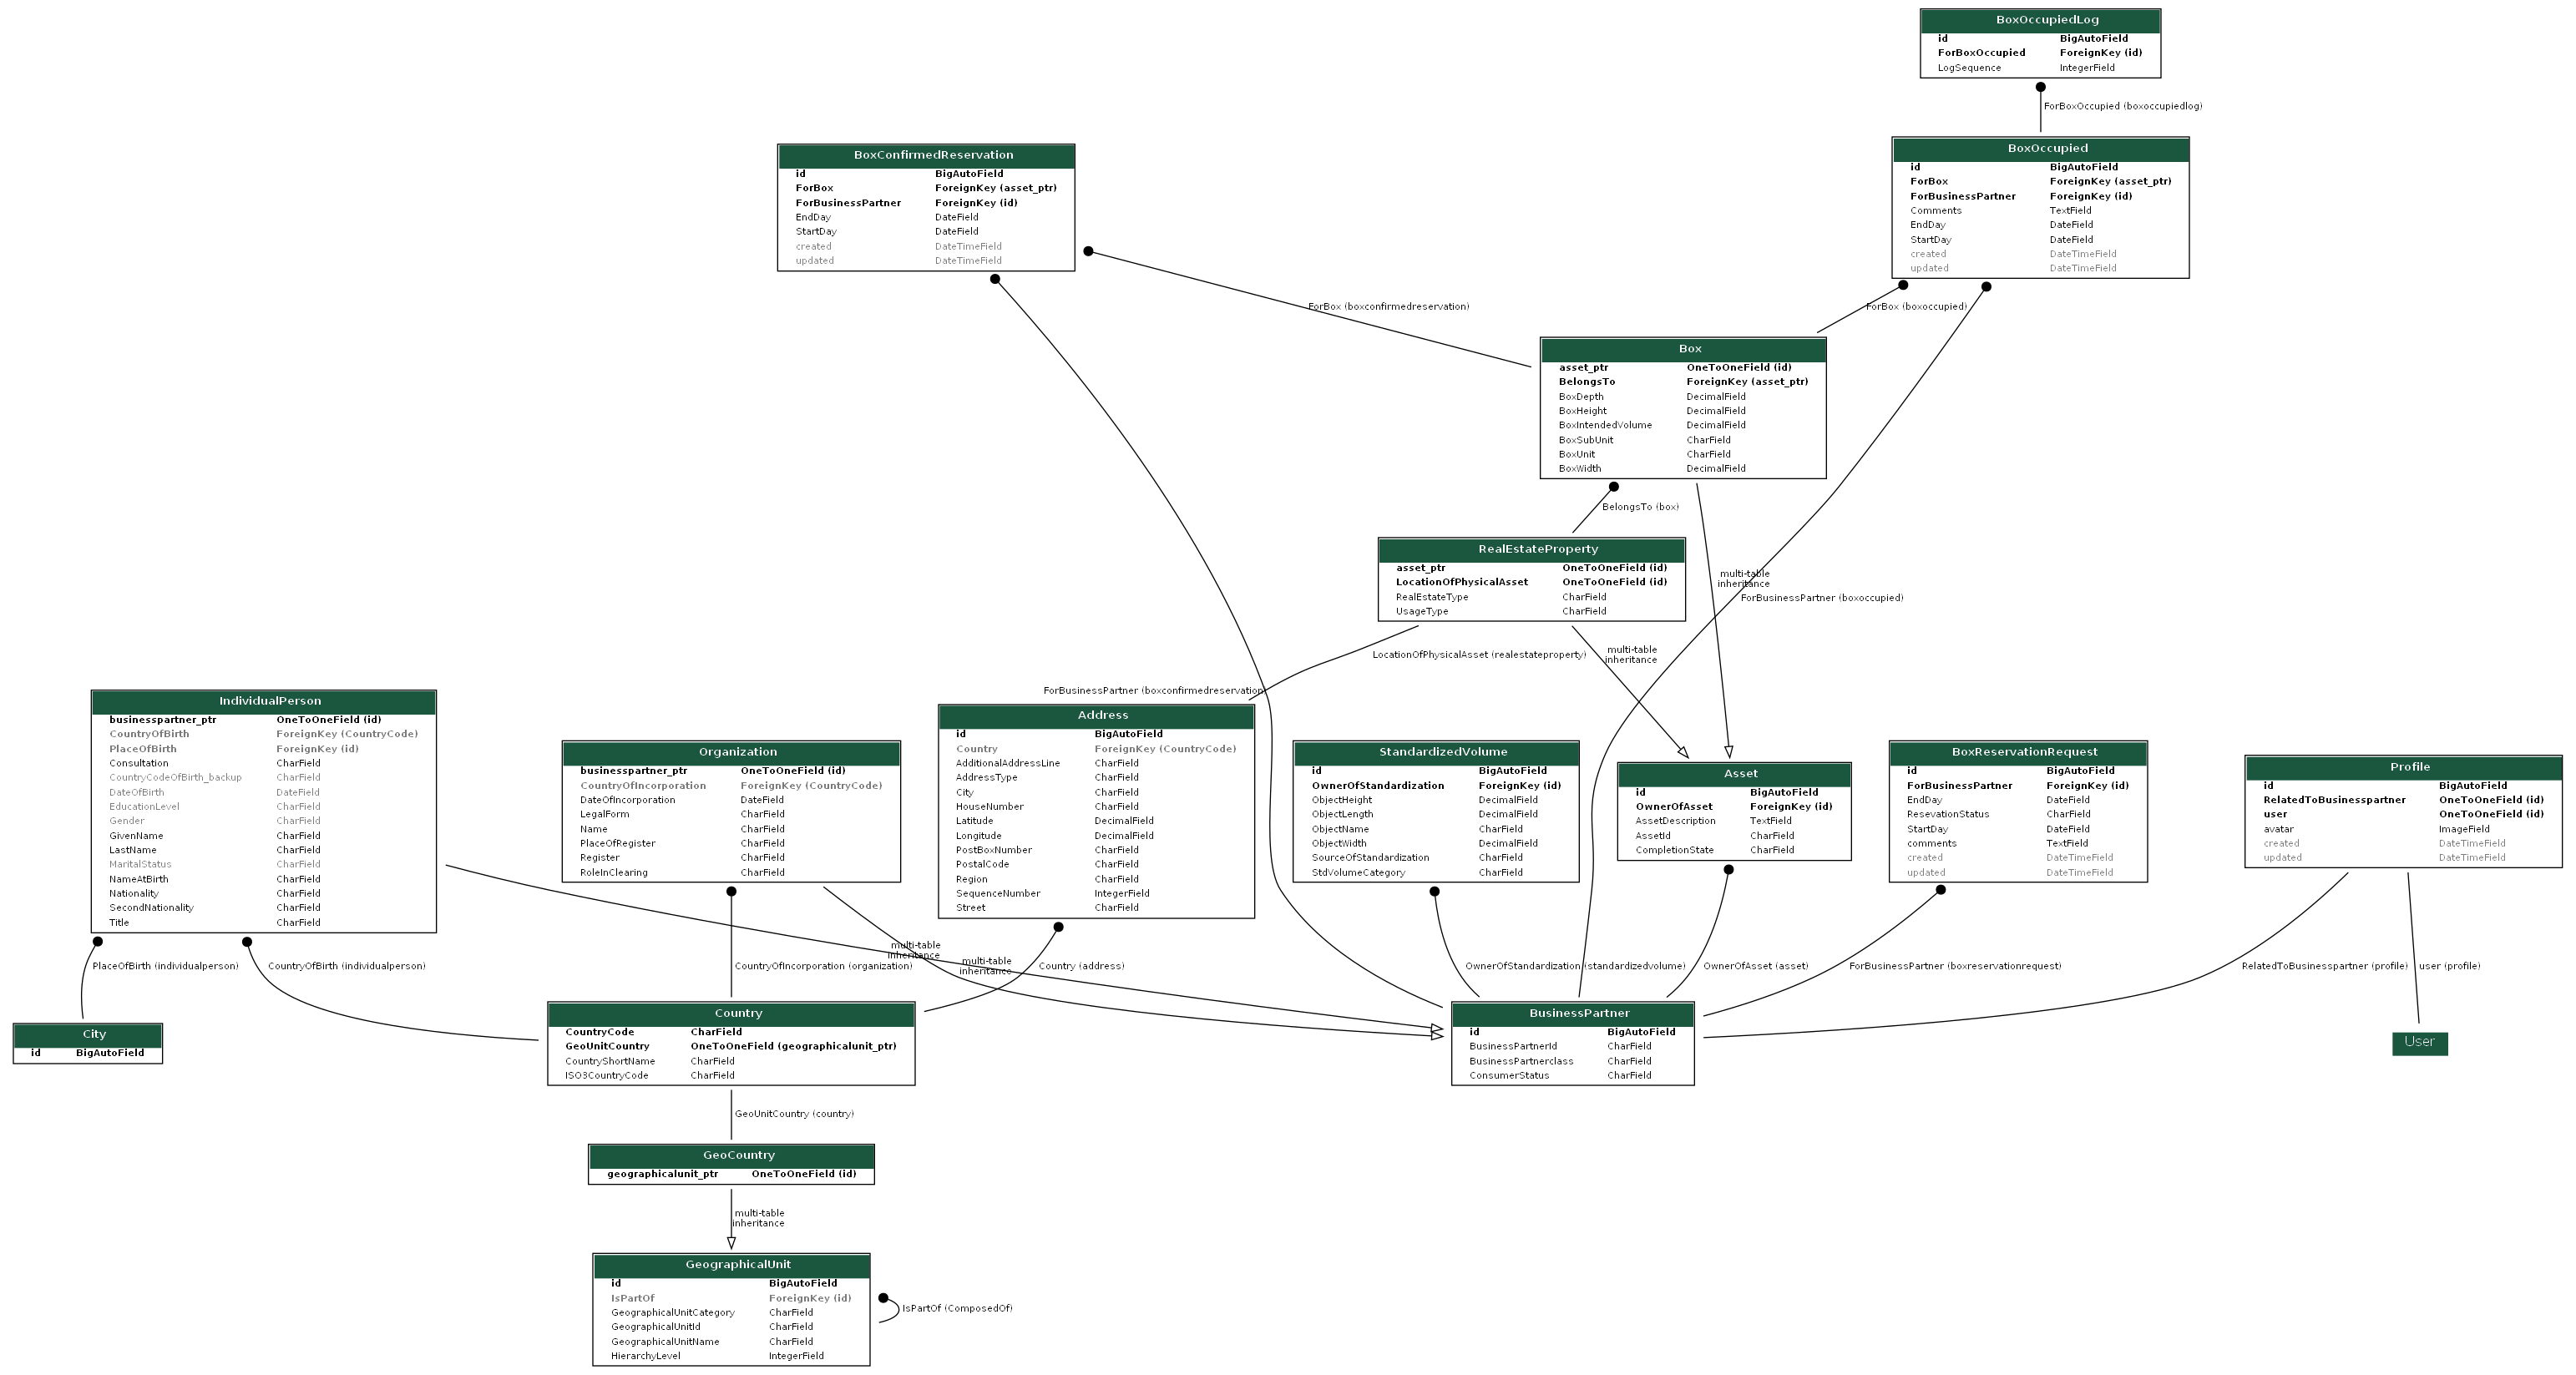 BoxOccupiedLog
id BigAutoField
ForBoxOccupied ForeignKey (id)
LogSequence IntegerField
ForBoxOccupied (boxoccupiedlog)
BoxConfirmedReservation
id BigAutoField
ForBox ForeignKey (asset_ptr)
ForBusinessPartner ForeignKey (id)
EndDay DateField
StartDay DateField
created DateTimeField
updated DateTimeField
BoxOccupied
id BigAutoField
ForBox ForeignKey (asset_ptr)
ForBusinessPartner ForeignKey (id)
Comments TextField
EndDay DateField
StartDay DateField
created DateTimeField
updated DateTimeField
ForBox (boxconfirmedreservation)
ForBox (boxoccupied)
Box
asset_ptr OneToOneField (id)
BelongsTo ForeignKey (asset_ptr)
BoxDepth DecimalField
BoxHeight DecimalField
BoxIntendedVolume DecimalField
BoxSubUnit CharField
BoxUnit CharField
BoxWidth DecimalField
BelongsTo (box)
RealEstateProperty
asset_ptr OneToOneField (id)
LocationOfPhysicalAsset OneToOneField (id)
RealEstateType CharField
UsageType CharField
multi-table
inheritance
ForBusinessPartner (boxoccupied)
LocationOfPhysicalAsset (realestateproperty)
multi-table
inheritance
ForBusinessPartner (boxconfirmedreservation)
IndividualPerson
businesspartner_ptr OneToOneField (id)
CountryOfBirth ForeignKey (CountryCode)
PlaceOfBirth ForeignKey (id)
Consultation CharField
CountryCodeOfBirth_backup CharField
DateOfBirth DateField
EducationLevel CharField
Gender CharField
GivenName CharField
LastName CharField
MaritalStatus CharField
NameAtBirth CharField
Nationality CharField
SecondNationality CharField
Title CharField
Organization
businesspartner_ptr OneToOneField (id)
CountryOfIncorporation ForeignKey (CountryCode)
DateOfIncorporation DateField
LegalForm CharField
Name CharField
PlaceOfRegister CharField
Register CharField
RoleInClearing CharField
Address
id BigAutoField
Country ForeignKey (CountryCode)
AdditionalAddressLine CharField
AddressType CharField
City CharField
HouseNumber CharField
Latitude DecimalField
Longitude DecimalField
PostBoxNumber CharField
PostalCode CharField
Region CharField
SequenceNumber IntegerField
Street CharField
StandardizedVolume
id BigAutoField
OwnerOfStandardization ForeignKey (id)
ObjectHeight DecimalField
ObjectLength DecimalField
ObjectName CharField
ObjectWidth DecimalField
SourceOfStandardization CharField
StdVolumeCategory CharField
Asset
id BigAutoField
OwnerOfAsset ForeignKey (id)
AssetDescription TextField
AssetId CharField
CompletionState CharField
BoxReservationRequest
id BigAutoField
ForBusinessPartner ForeignKey (id)
EndDay DateField
ResevationStatus CharField
StartDay DateField
comments TextField
created DateTimeField
updated DateTimeField
Profile
id BigAutoField
RelatedToBusinesspartner OneToOneField (id)
user OneToOneField (id)
avatar ImageField
created DateTimeField
updated DateTimeField
PlaceOfBirth (individualperson)
CountryOfBirth (individualperson)
CountryOfIncorporation (organization)
multi-table
inheritance
multi-table
inheritance
Country (address)
OwnerOfStandardization (standardizedvolume)
OwnerOfAsset (asset)
ForBusinessPartner (boxreservationrequest)
RelatedToBusinesspartner (profile)
user (profile)
City
id BigAutoField
Country
CountryCode CharField
GeoUnitCountry OneToOneField (geographicalunit_ptr)
CountryShortName CharField
ISO3CountryCode CharField
BusinessPartner
id BigAutoField
BusinessPartnerId CharField
BusinessPartnerclass CharField
ConsumerStatus CharField
User
GeoUnitCountry (country)
GeoCountry
geographicalunit_ptr OneToOneField (id)
multi-table
inheritance
GeographicalUnit
id BigAutoField
IsPartOf ForeignKey (id)
GeographicalUnitCategory CharField
GeographicalUnitId CharField
GeographicalUnitName CharField
HierarchyLevel IntegerField
IsPartOf (ComposedOf)